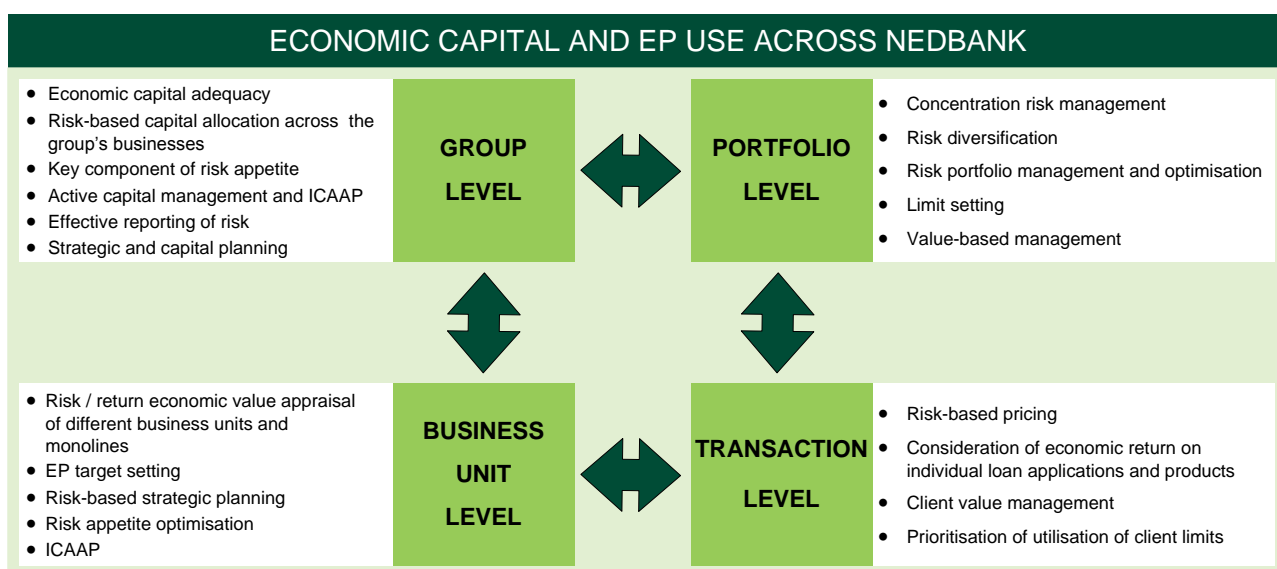 ECONOMIC CAPITAL AND EP USE ACROSS NEDBANK
• Economic capital adequacy
• Risk-based capital allocation across the
group's businesses
• Key component of risk appetite
• Active capital management and ICAAP
• Effective reporting of risk
• Strategic and capital planning
GROUP
LEVEL
PORTFOLIO
LEVEL
• Concentration risk management
• Risk diversification
• Risk portfolio management and optimisation
• Limit setting
• Value-based management
• Risk / return economic value appraisal
of different business units and
monolines
• EP target setting
• Risk-based strategic planning
• Risk appetite optimisation
• ICAAP
BUSINESS
UNIT
LEVEL
TRANSACTION
LEVEL
• Risk-based pricing
• Consideration of economic return on
individual loan applications and products
• Client value management
• Prioritisation of utilisation of client limits